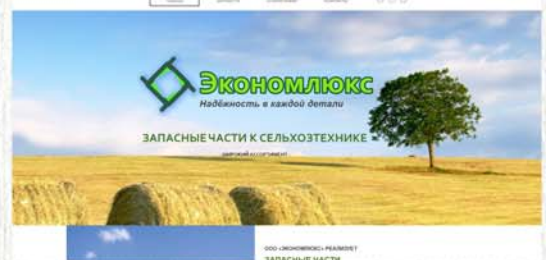 Экономлюкс
Надёжность в каждой детали
ЗАПАСНЫЕ ЧАСТИ К СЕЛЬХОЗТЕХНИКЕ
ШИРОКИЙ АССОРТИМЕНТ
ООО «ЭКОНОМЛЮКС» РЕАЛИЗУЕТ
ЗАПАСНЫЕ ЧАСТИ